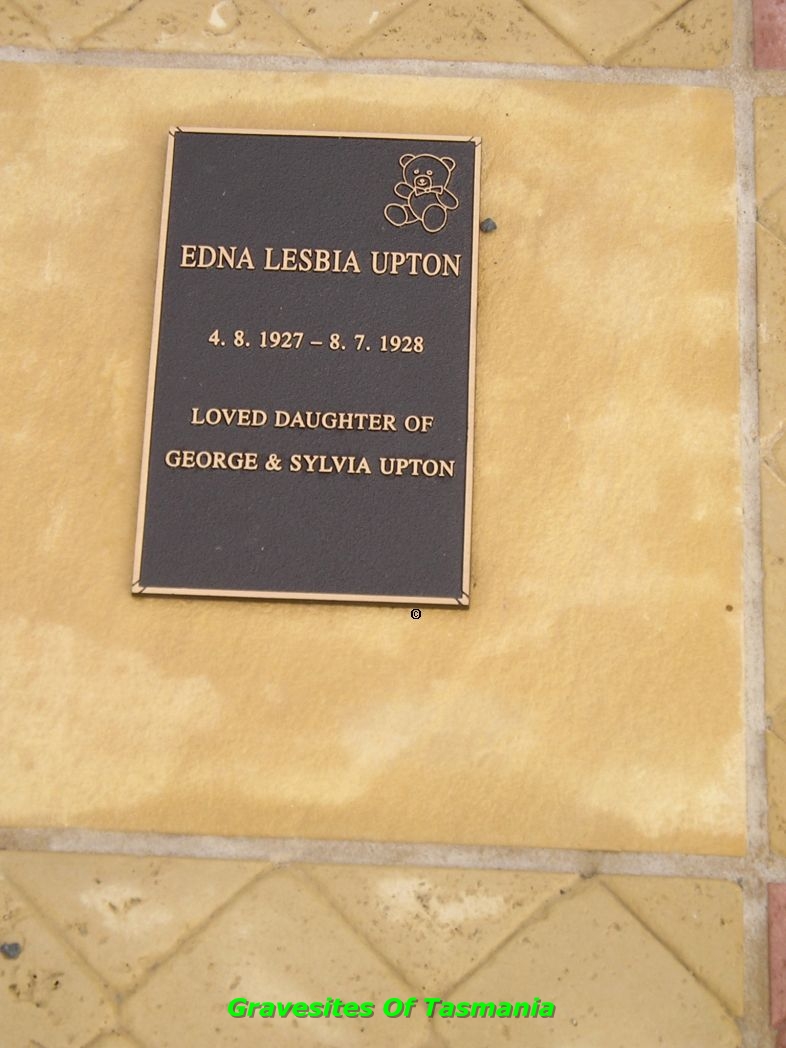 EDNA LESBIA UPTON
4. 8. 1927 – 8. 7. 1928
LOVED DAUGHTER OF
GEORGE & SYLVIA UPTON
©
Gravesites Of Tasmania